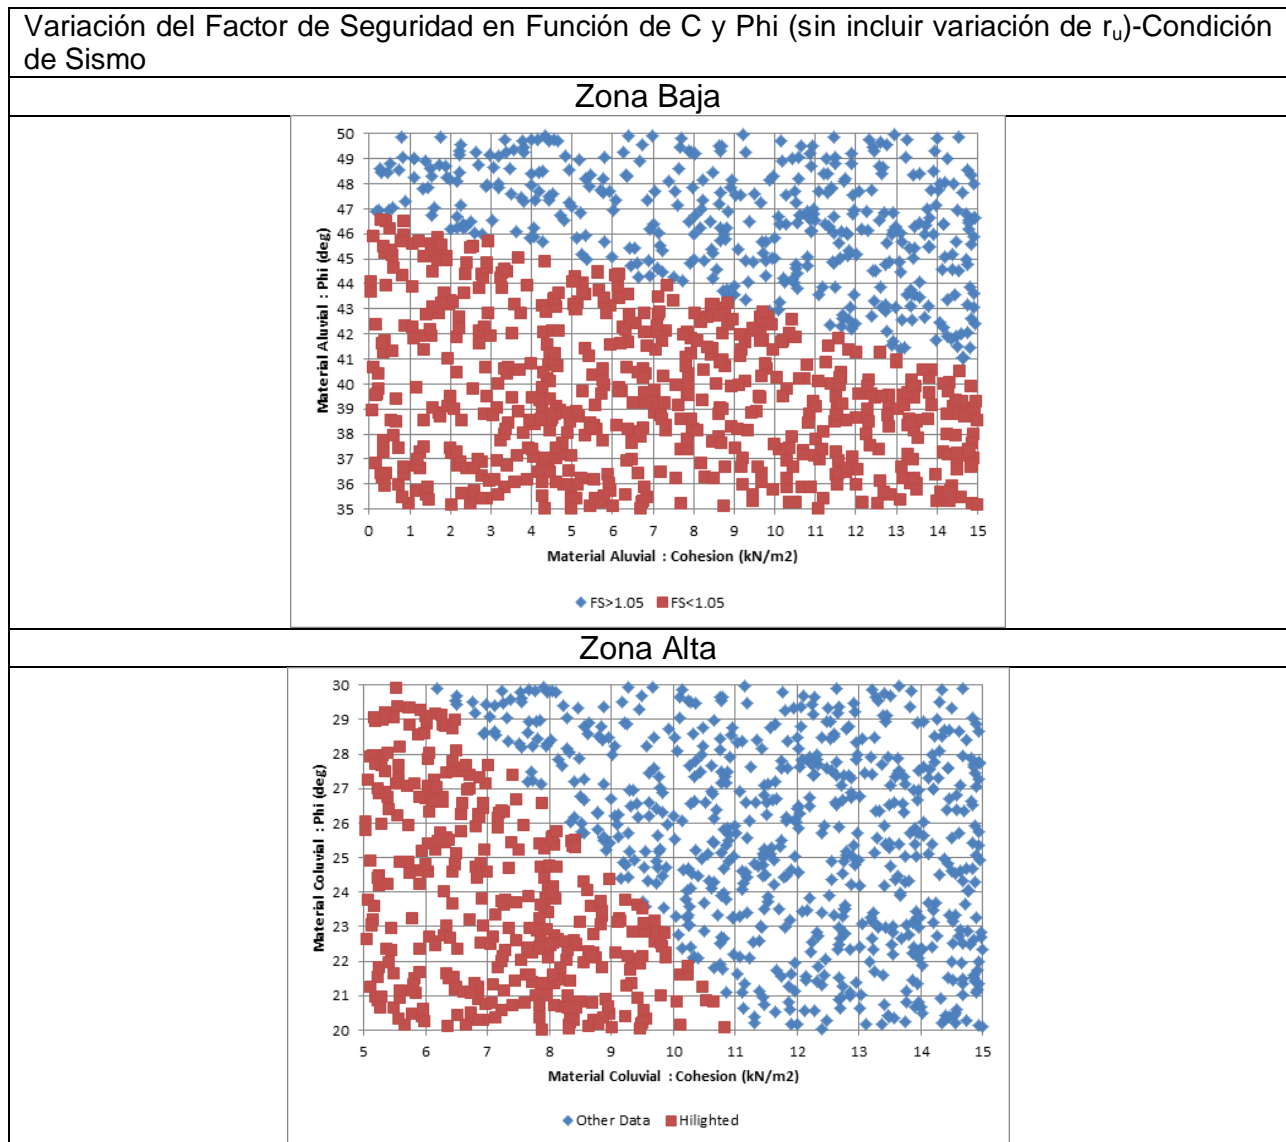 Variación del Factor de Seguridad en Función de C y Phi (sin incluir variación de ru)-Condición
de Sismo
Zona Baja
50
49
48
47
46
45
44
43
42
41
40
39
38
37
36
35
Material Aluvial : Phi (deg)
0 1 2 3 4 5 6 7 8 9 10 11 12 13 14 15
Material Aluvial : Cohesion (kN/m2)
FS>1.05 FS<1.05
Zona Alta
30
29
28
27
26
25
24
23
22
21
20
Material Coluvial : Phi (deg)
5 6 7 8 9 10 11 12 13 14 15
Material Coluvial : Cohesion (kN/m2)
Other Data Hilighted